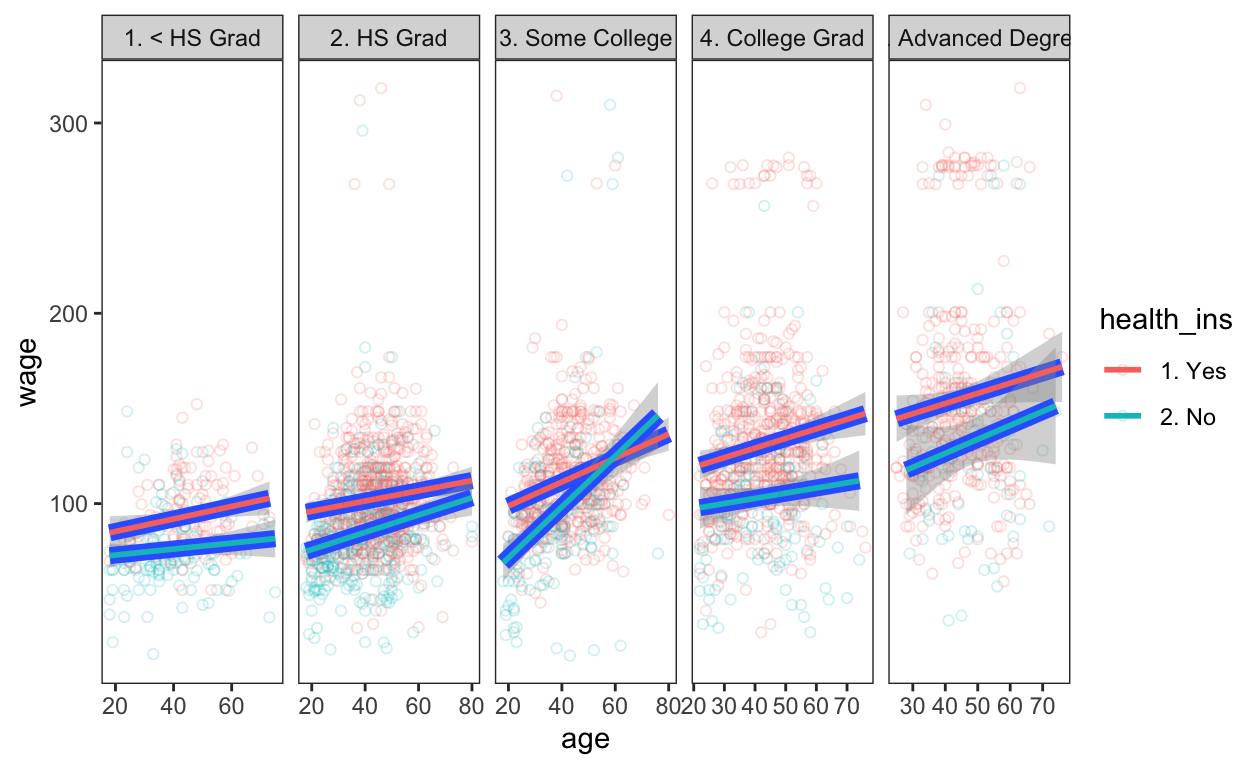 1. < HS Grad
2. HS Grad
3. Some College
4. College Grad
. Advanced Degre
300
200
100
wage
20 40 60
20 40 60 80
20 40 60 80
20 30 40 50 60 70
30 40 50 60 70
age
health_ins
1. Yes
2. No